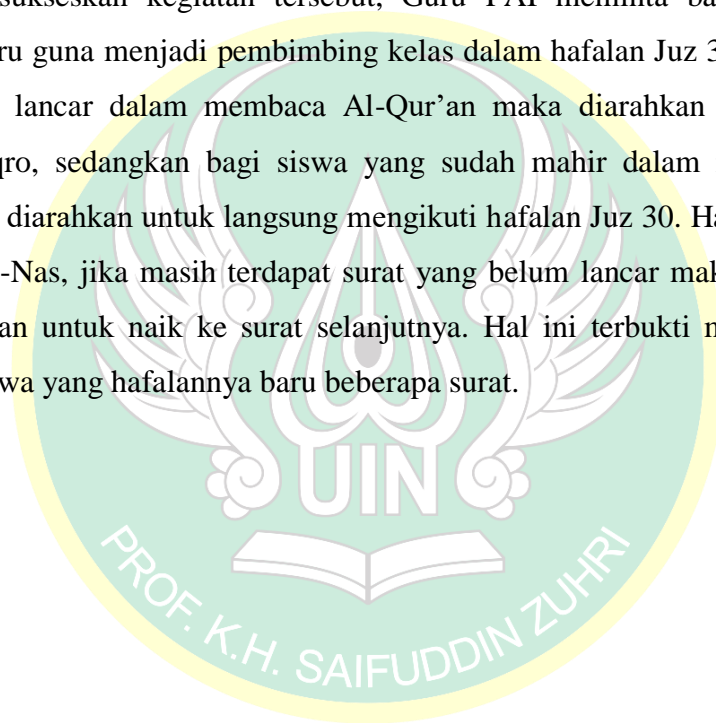 sukseskan kegiatan tersebut, Guru PAI meminta ba
ru guna menjadi pembimbing kelas dalam hafalan Juz 3
lancar dalam membaca Al-Qur’an maka diarahkan
qro, sedangkan bagi siswa yang sudah mahir dalam
diarahkan untuk langsung mengikuti hafalan Juz 30. Ha
-Nas, jika masih terdapat surat yang belum lancar mak
an untuk naik ke surat selanjutnya. Hal ini terbukti m
wa yang hafalannya baru beberapa surat.
UIN
PROF. K.H. SAIFUDDIN ZUHRI